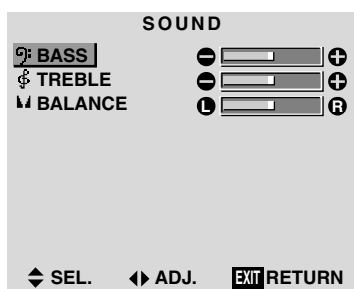 SOUND
BASS
TREBLE
BALANCE L R
SEL. ADJ. EXIT RETURN